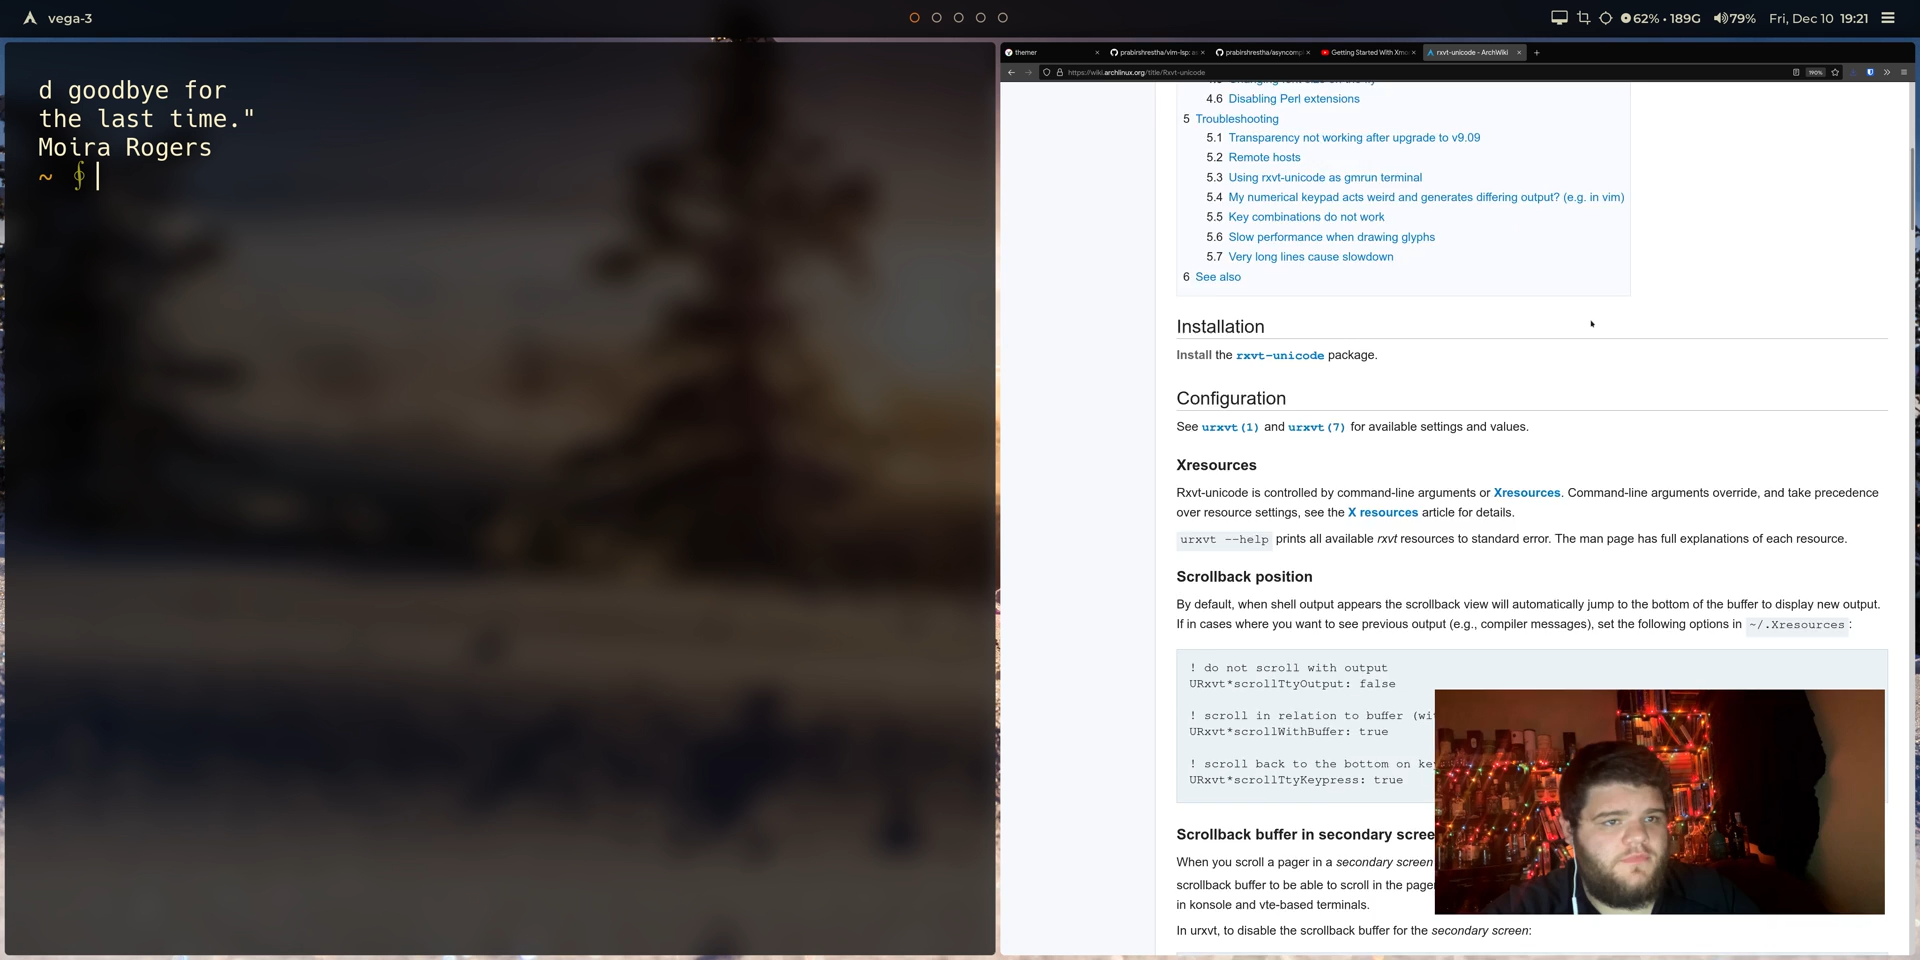 vega-3
62% • 189G
79%
Fri, Dec 10 19:21
d goodbye for
the last time."
Moira Rogers
~ ∮
themer
prabirshrestha/vim-lsp: a
prabirshrestha/asyncomp
Getting Started With Xmo
rxvt-unicode - ArchWiki
https://wiki.archlinux.org/title/Rxvt-unicode
190%
4.6 Disabling Perl extensions
5 Troubleshooting
5.1 Transparency not working after upgrade to v9.09
5.2 Remote hosts
5.3 Using rxvt-unicode as gmrun terminal
5.4 My numerical keypad acts weird and generates differing output? (e.g. in vim)
5.5 Key combinations do not work
5.6 Slow performance when drawing glyphs
5.7 Very long lines cause slowdown
6 See also
Installation
Install the rxvt-unicode package.
Configuration
See urxvt(1) and urxvt(7) for available settings and values.
Xresources
Rxvt-unicode is controlled by command-line arguments or Xresources. Command-line arguments override, and take precedence
over resource settings, see the X resources article for details.
urxvt --help prints all available rxvt resources to standard error. The man page has full explanations of each resource.
Scrollback position
By default, when shell output appears the scrollback view will automatically jump to the bottom of the buffer to display new output.
If in cases where you want to see previous output (e.g., compiler messages), set the following options in ~/.Xresources:
! do not scroll with output
URxvt*scrollTtyOutput: false
! scroll in relation to buffer (wi
URxvt*scrollWithBuffer: true
! scroll back to the bottom on ke
URxvt*scrollTtyKeypress: true
Scrollback buffer in secondary scree
When you scroll a pager in a secondary screen
scrollback buffer to be able to scroll in the page
in konsole and vte-based terminals.
In urxvt, to disable the scrollback buffer for the secondary screen: